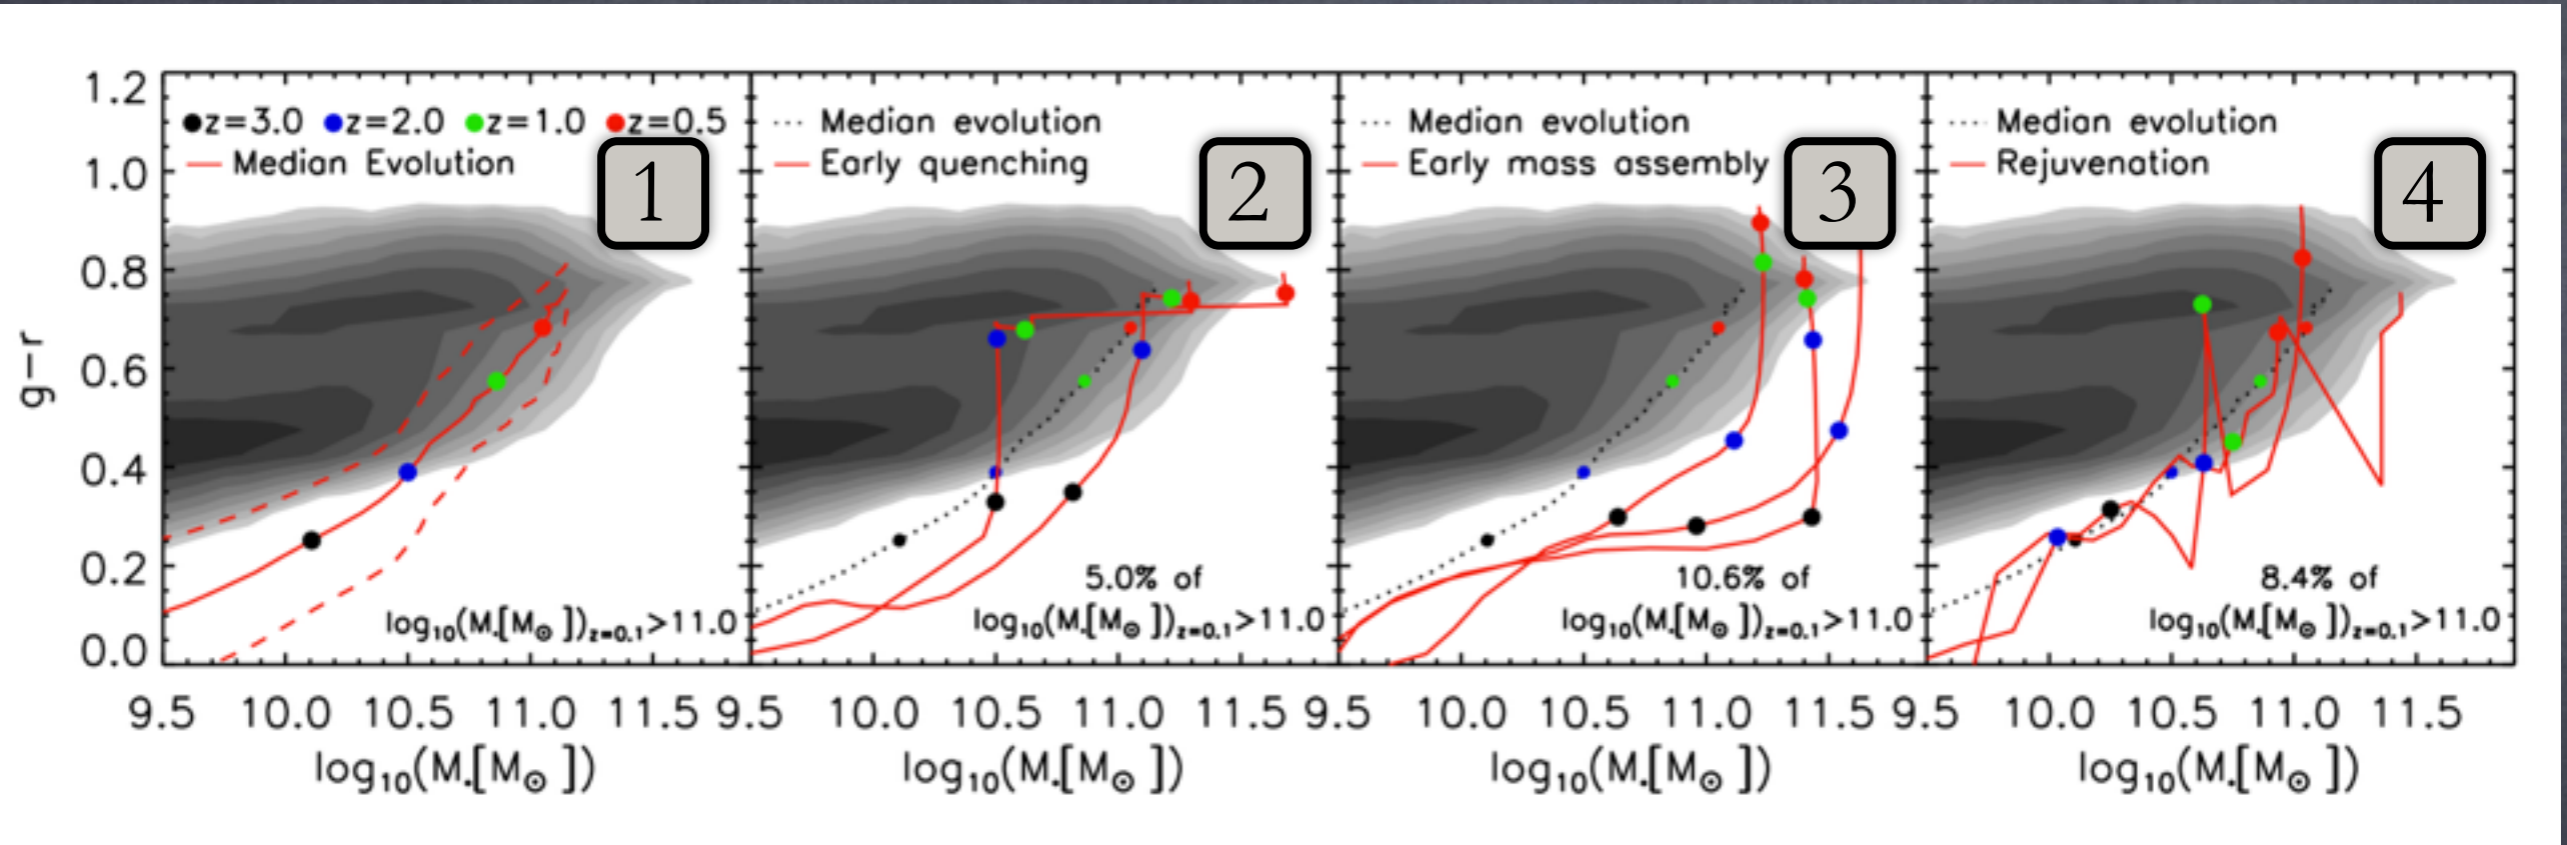 1.2
1.0
0.8
0.6
0.4
0.2
0.0
g−r
z=3.0 z=2.0 z=1.0 z=0.5
Median Evolution
1
log₁₀(M⋆[M⊙])z=0.1>11.0
9.5 10.0 10.5 11.0 11.5
log₁₀(M⋆[M⊙])
Median evolution
Early quenching
2
5.0% of
log₁₀(M⋆[M⊙])z=0.1>11.0
9.5 10.0 10.5 11.0 11.5
log₁₀(M⋆[M⊙])
Median evolution
Early mass assembly
3
10.6% of
log₁₀(M⋆[M⊙])z=0.1>11.0
9.5 10.0 10.5 11.0 11.5
log₁₀(M⋆[M⊙])
Median evolution
Rejuvenation
4
8.4% of
log₁₀(M⋆[M⊙])z=0.1>11.0
9.5 10.0 10.5 11.0 11.5
log₁₀(M⋆[M⊙])